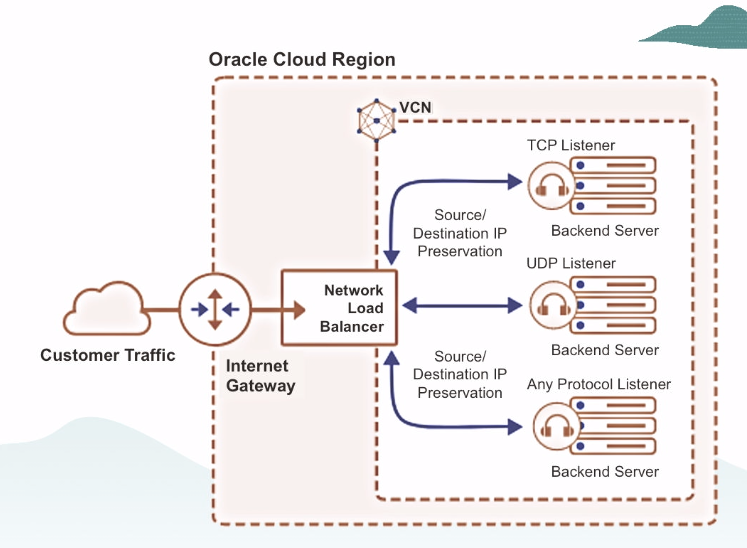 Oracle Cloud Region
VCN
TCP Listener
Source/
Destination IP
Preservation
Backend Server
UDP Listener
Network
Load
Balancer
Customer Traffic
Internet
Gateway
Backend Server
Source/
Destination IP
Preservation
Any Protocol Listener
Backend Server